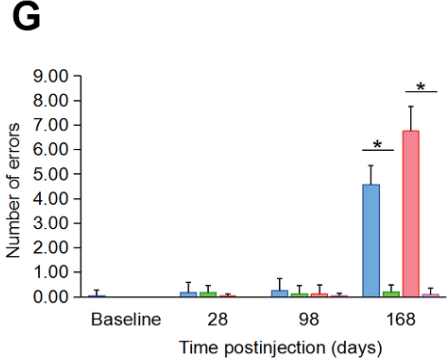 G
9.00
8.00
7.00
6.00
5.00
4.00
3.00
2.00
1.00
0.00
Number of errors
* *
Baseline 28 98 168
Time postinjection (days)